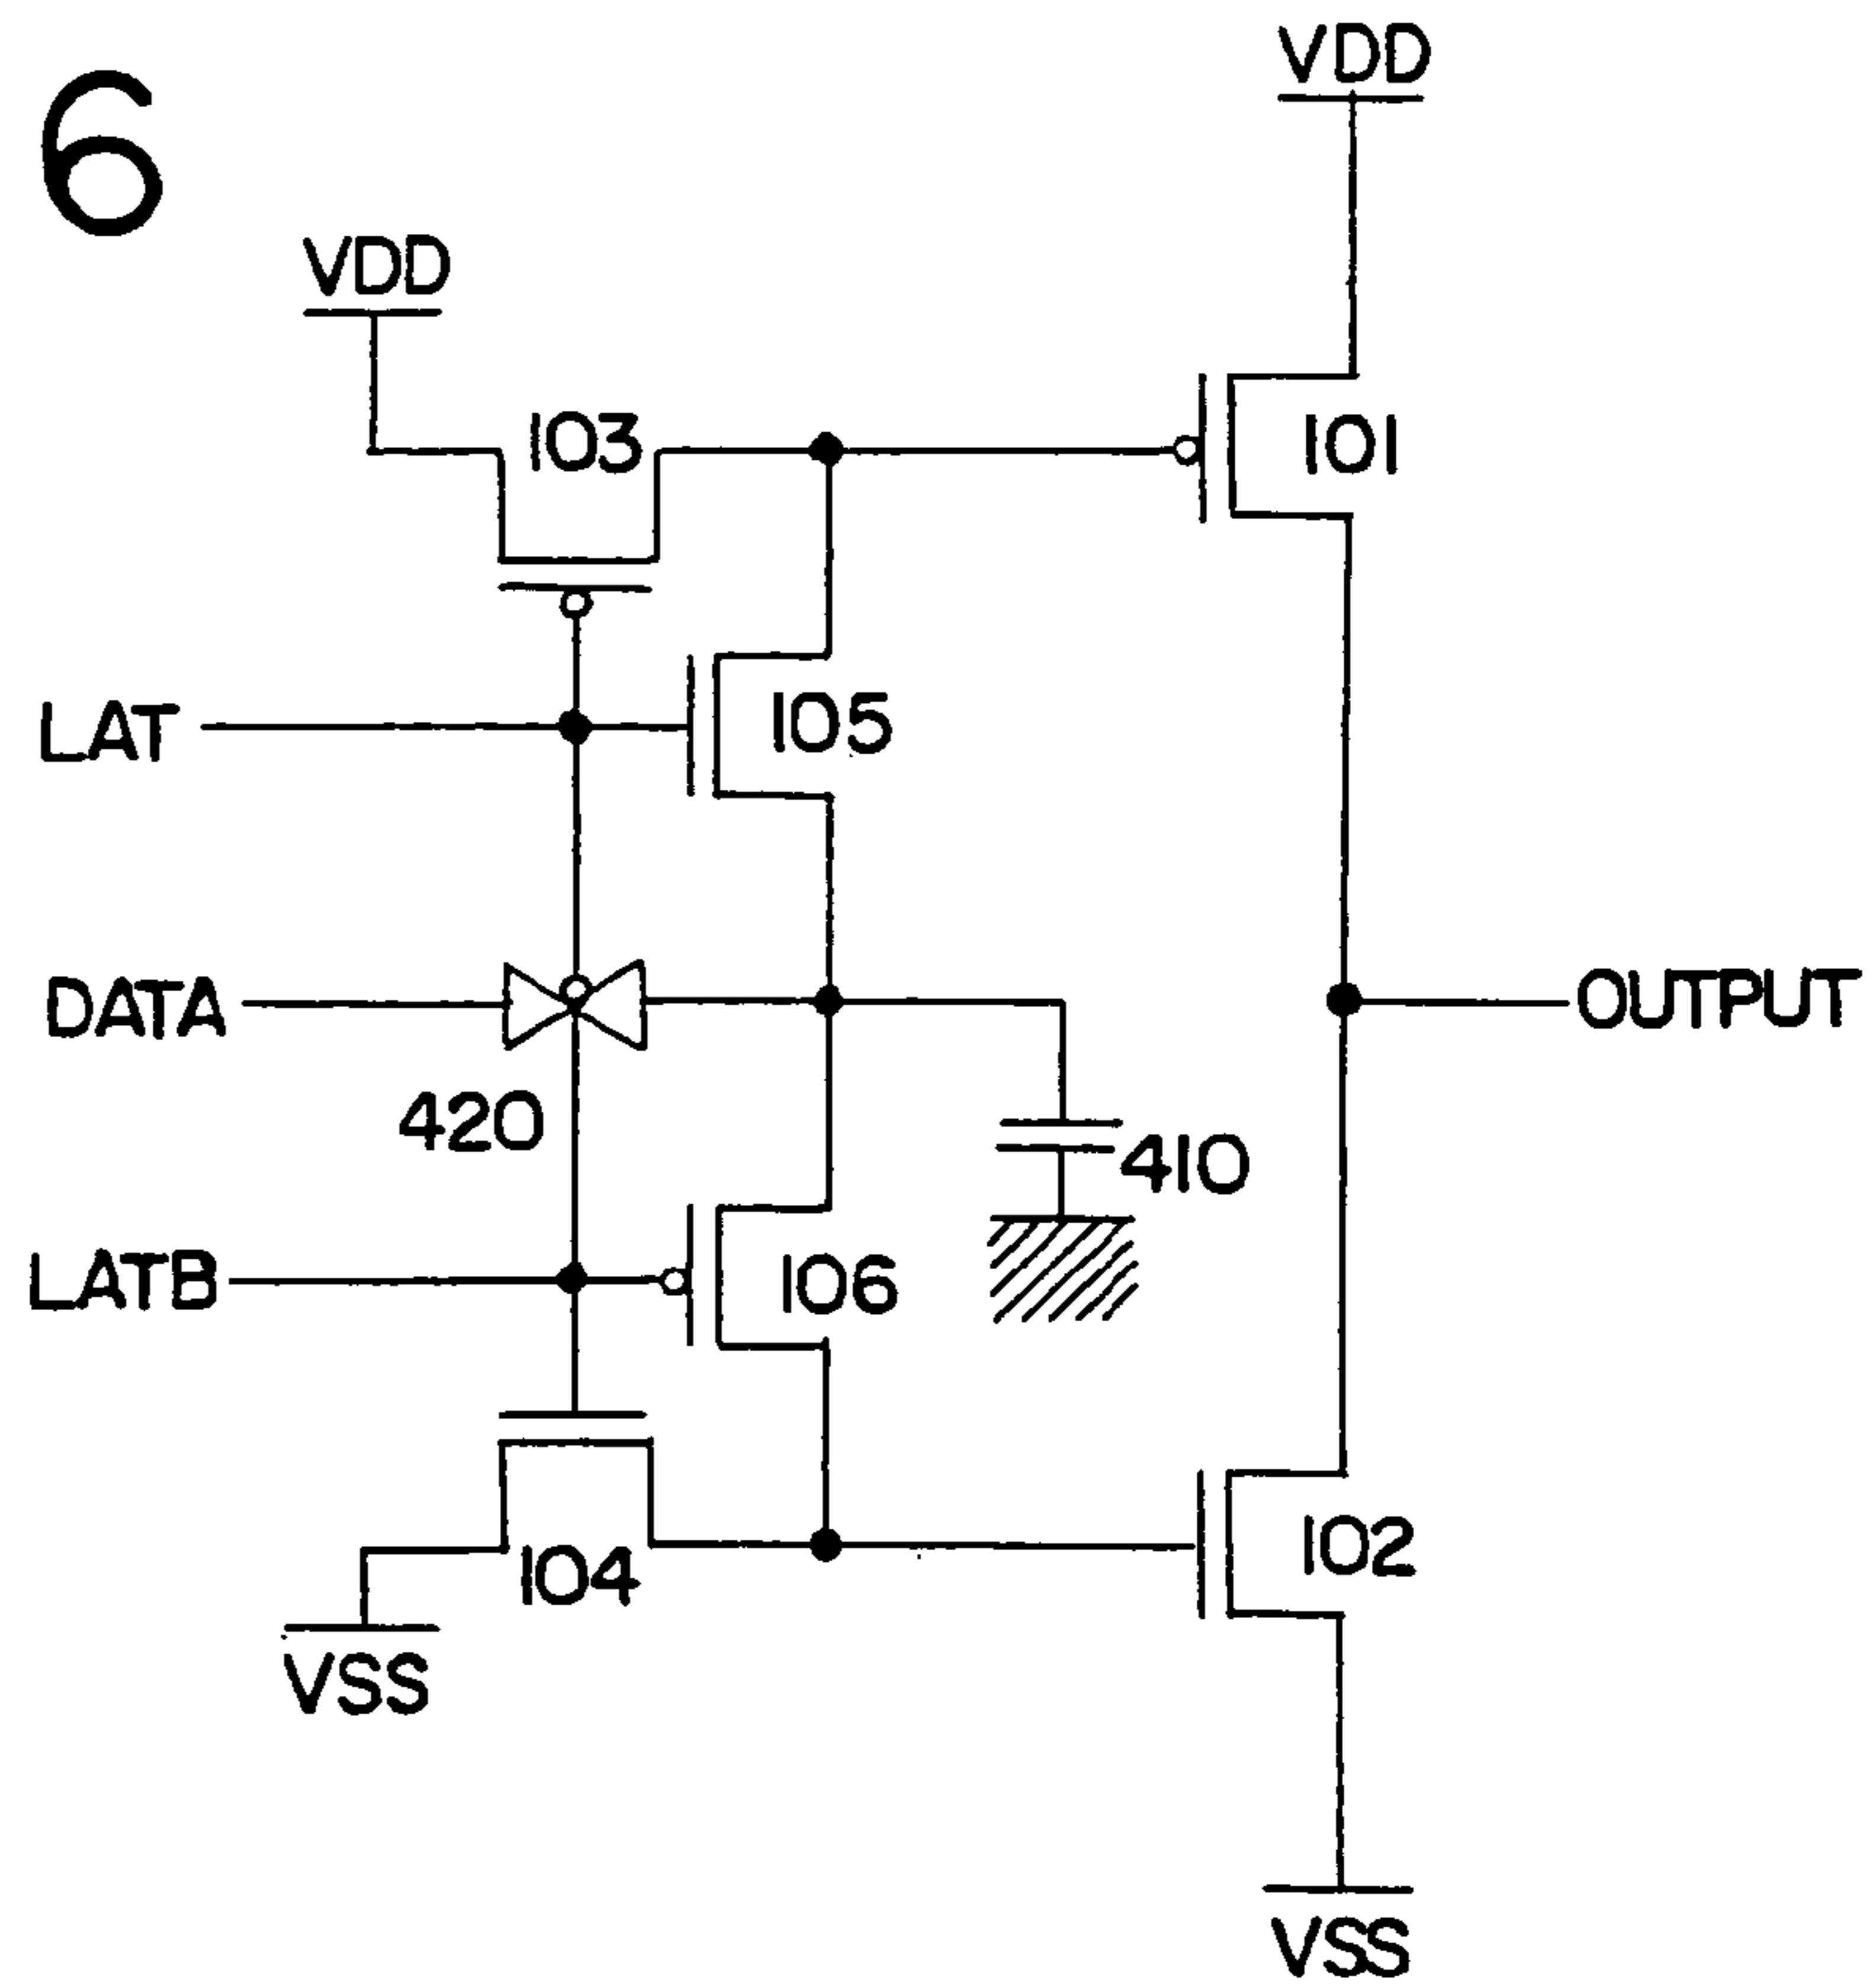 6
VDD
VDD
103
101
LAT
105
DATA
OUTPUT
420
410
LATB
106
104
102
VSS
VSS